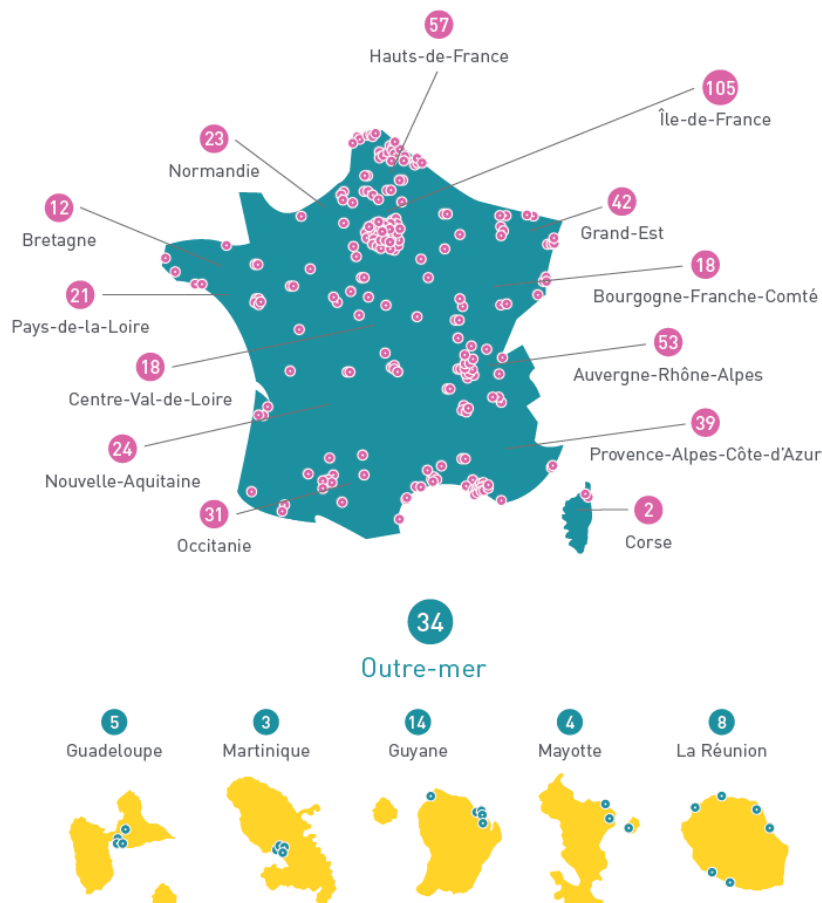 57
Hauts-de-France
105
Île-de-France
23
Normandie
12
Bretagne
42
Grand-Est
18
Bourgogne-Franche-Comté
21
Pays-de-la-Loire
53
Auvergne-Rhône-Alpes
18
Centre-Val-de-Loire
39
Provence-Alpes-Côte-d'Azur
24
Nouvelle-Aquitaine
31
Occitanie
2
Corse
34
Outre-mer
5
Guadeloupe
3
Martinique
14
Guyane
4
Mayotte
8
La Réunion